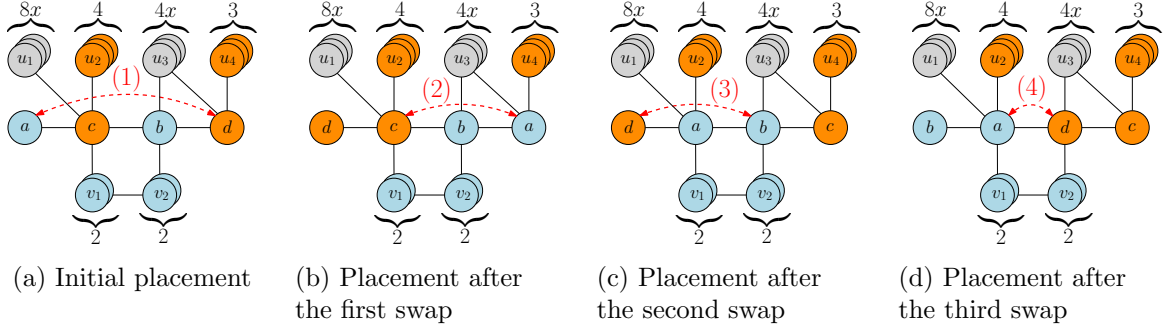 8x 4 4x 3 8x 4 4x 3 8x 4 4x 3 8x 4 4x 3
u₁ u₂ u₃ u₄ u₁ u₂ u₃ u₄ u₁ u₂ u₃ u₄ u₁ u₂ u₃ u₄
(1) (2) (3) (4)
a c b d d c b a d a b c b a d c
v₁ v₂ v₁ v₂ v₁ v₂ v₁ v₂
2 2 2 2 2 2 2 2
(a) Initial placement
(b) Placement after
the first swap
(c) Placement after
the second swap
(d) Placement after
the third swap